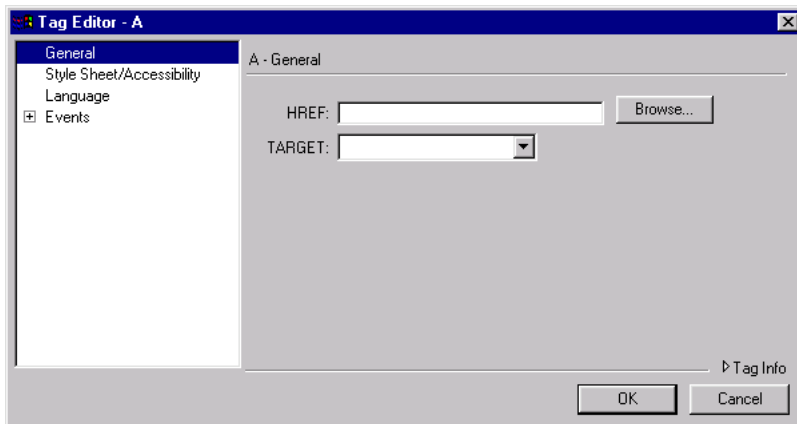 Tag Editor - A
General
Style Sheet/Accessibility
Language
Events
A - General
HREF:
Browse...
TARGET:
Tag Info
OK
Cancel